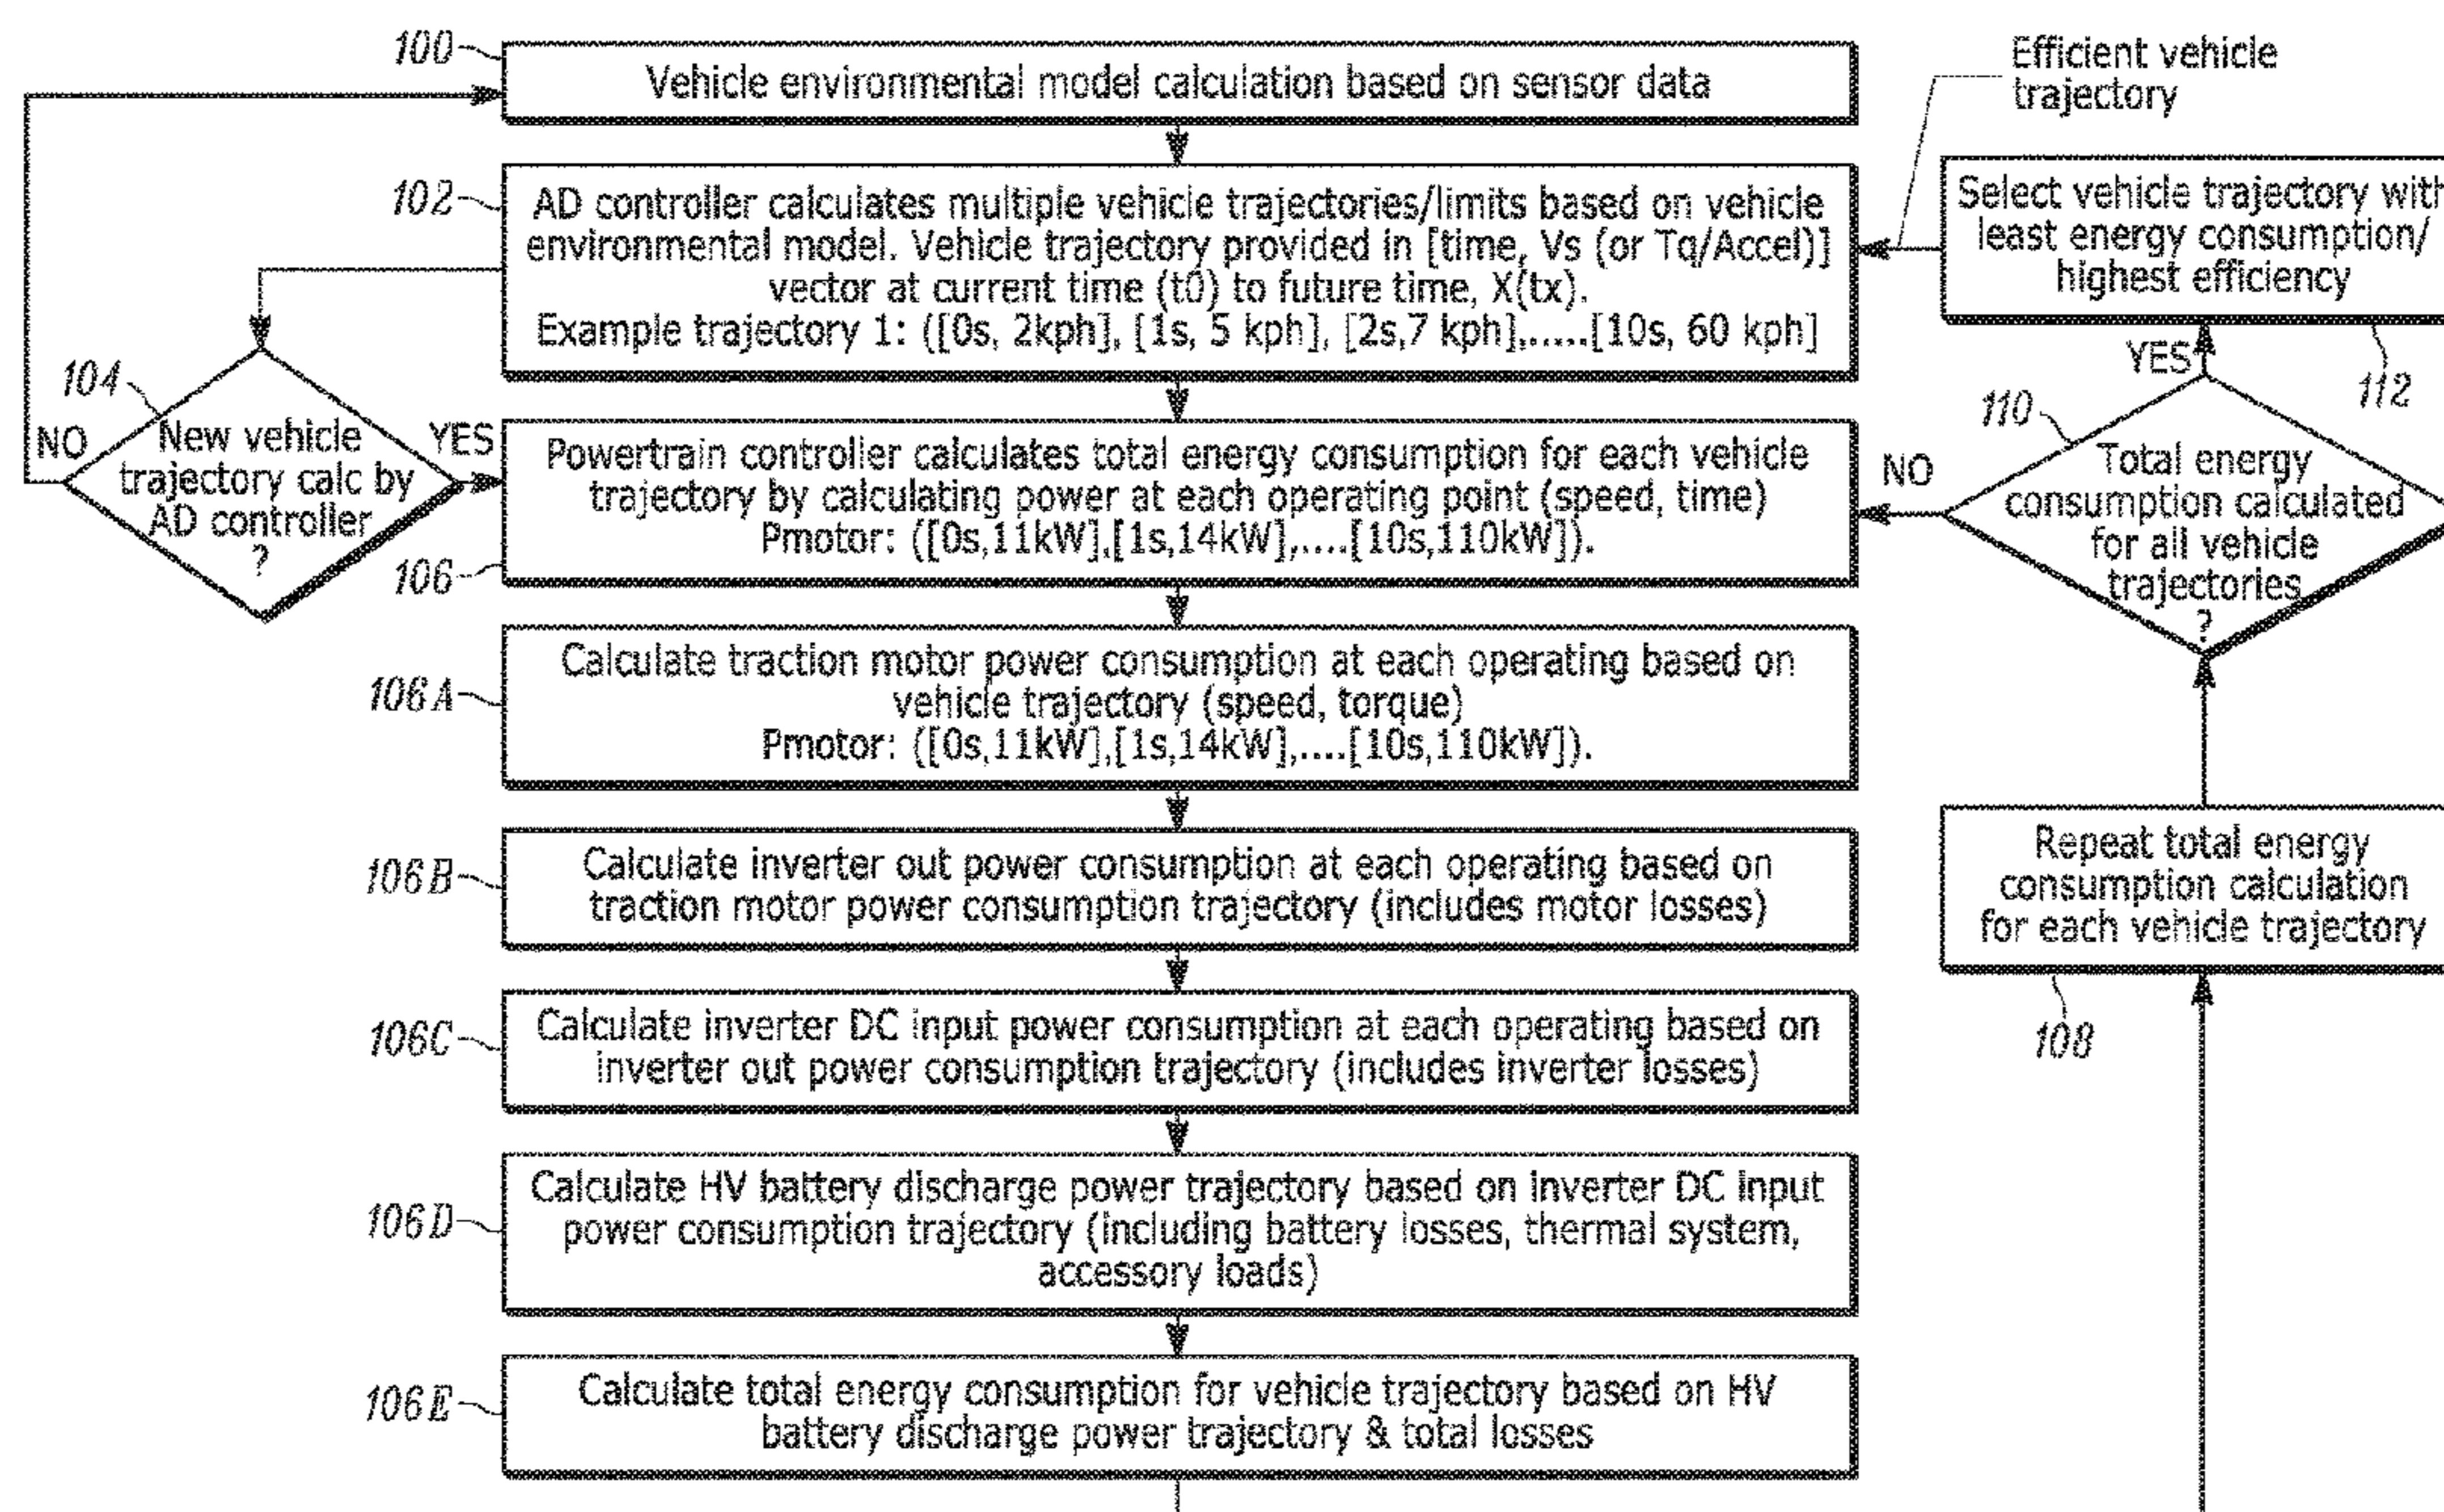 100
Vehicle environmental model calculation based on sensor data
Efficient vehicle
trajectory
102
AD controller calculates multiple vehicle trajectories/limits based on vehicle
environmental model. Vehicle trajectory provided in [time, Vs (or Tq/Accel)]
vector at current time (t0) to future time, X(tx).
Example trajectory 1: ([0s, 2kph], [1s, 5 kph], [2s,7 kph],.....[10s, 60 kph]
Select vehicle trajectory with
least energy consumption/
highest efficiency
112
104
New vehicle
trajectory calc by
AD controller
?
NO
YES
106
Powertrain controller calculates total energy consumption for each vehicle
trajectory by calculating power at each operating point (speed, time)
Pmotor: ([0s,11kW],[1s,14kW],....[10s,110kW]).
YES
110
NO
Total energy
consumption calculated
for all vehicle
trajectories
?
106A
Calculate traction motor power consumption at each operating based on
vehicle trajectory (speed, torque)
Pmotor: ([0s,11kW],[1s,14kW],....[10s,110kW]).
106B
Calculate inverter out power consumption at each operating based on
traction motor power consumption trajectory (includes motor losses)
Repeat total energy
consumption calculation
for each vehicle trajectory
108
106C
Calculate inverter DC input power consumption at each operating based on
inverter out power consumption trajectory (includes inverter losses)
106D
Calculate HV battery discharge power trajectory based on inverter DC input
power consumption trajectory (including battery losses, thermal system,
accessory loads)
106E
Calculate total energy consumption for vehicle trajectory based on HV
battery discharge power trajectory & total losses